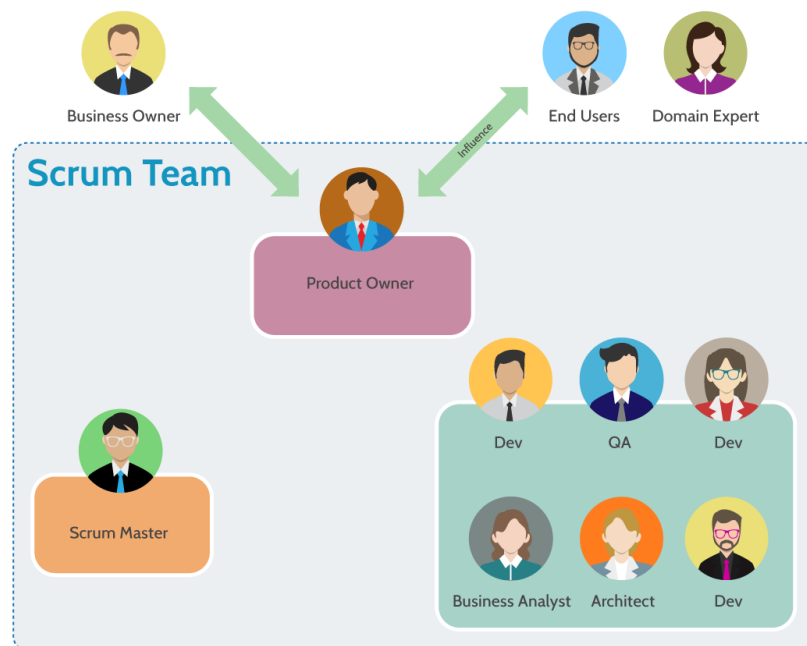 Business Owner
End Users
Domain Expert
Influence
Scrum Team
Product Owner
Dev
QA
Dev
Scrum Master
Business Analyst
Architect
Dev